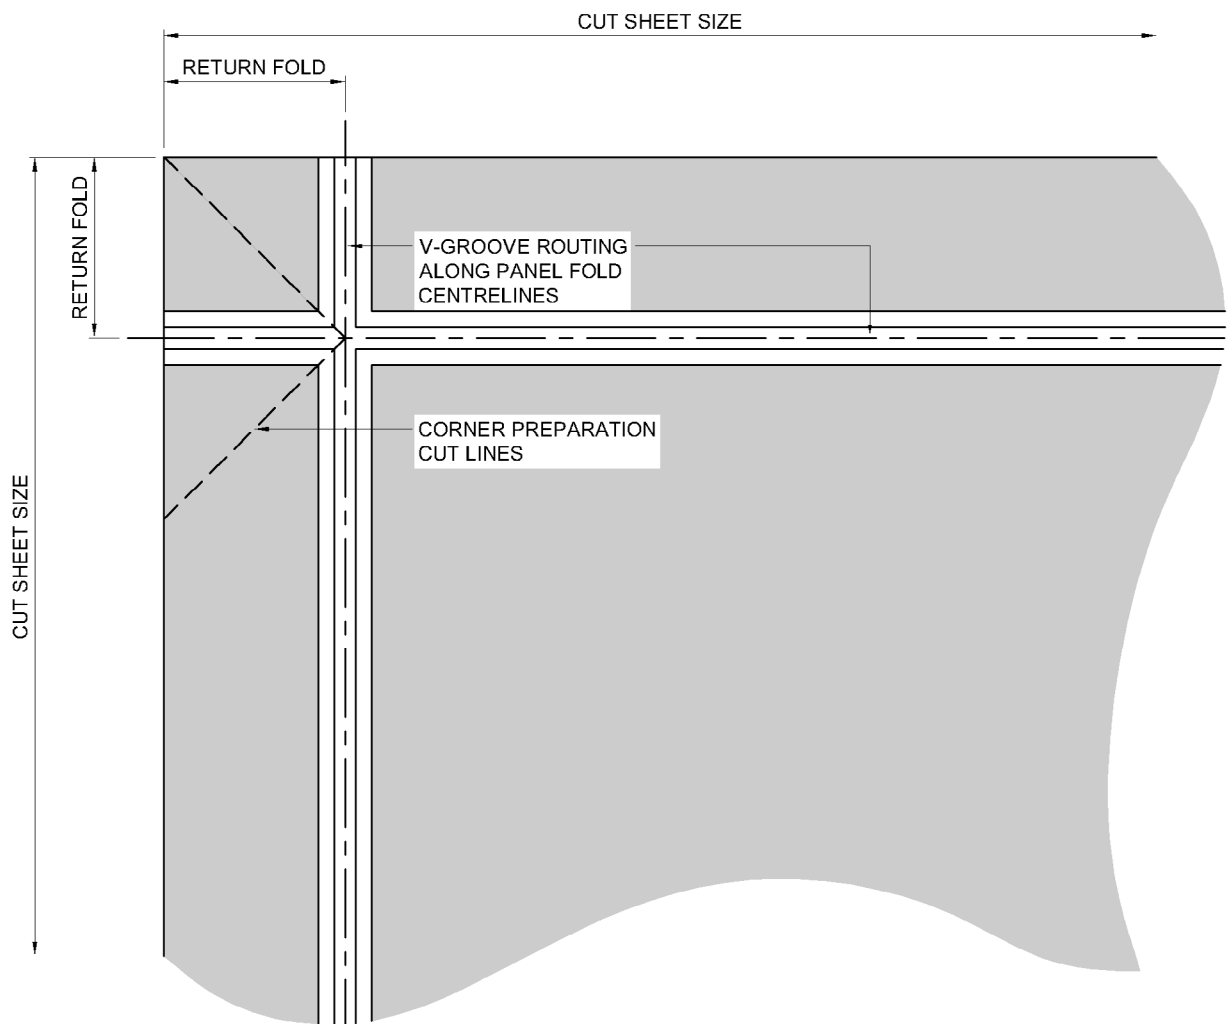 CUT SHEET SIZE
RETURN FOLD
RETURN FOLD
V-GROOVE ROUTING
ALONG PANEL FOLD
CENTRELINES
CORNER PREPARATION
CUT LINES
CUT SHEET SIZE